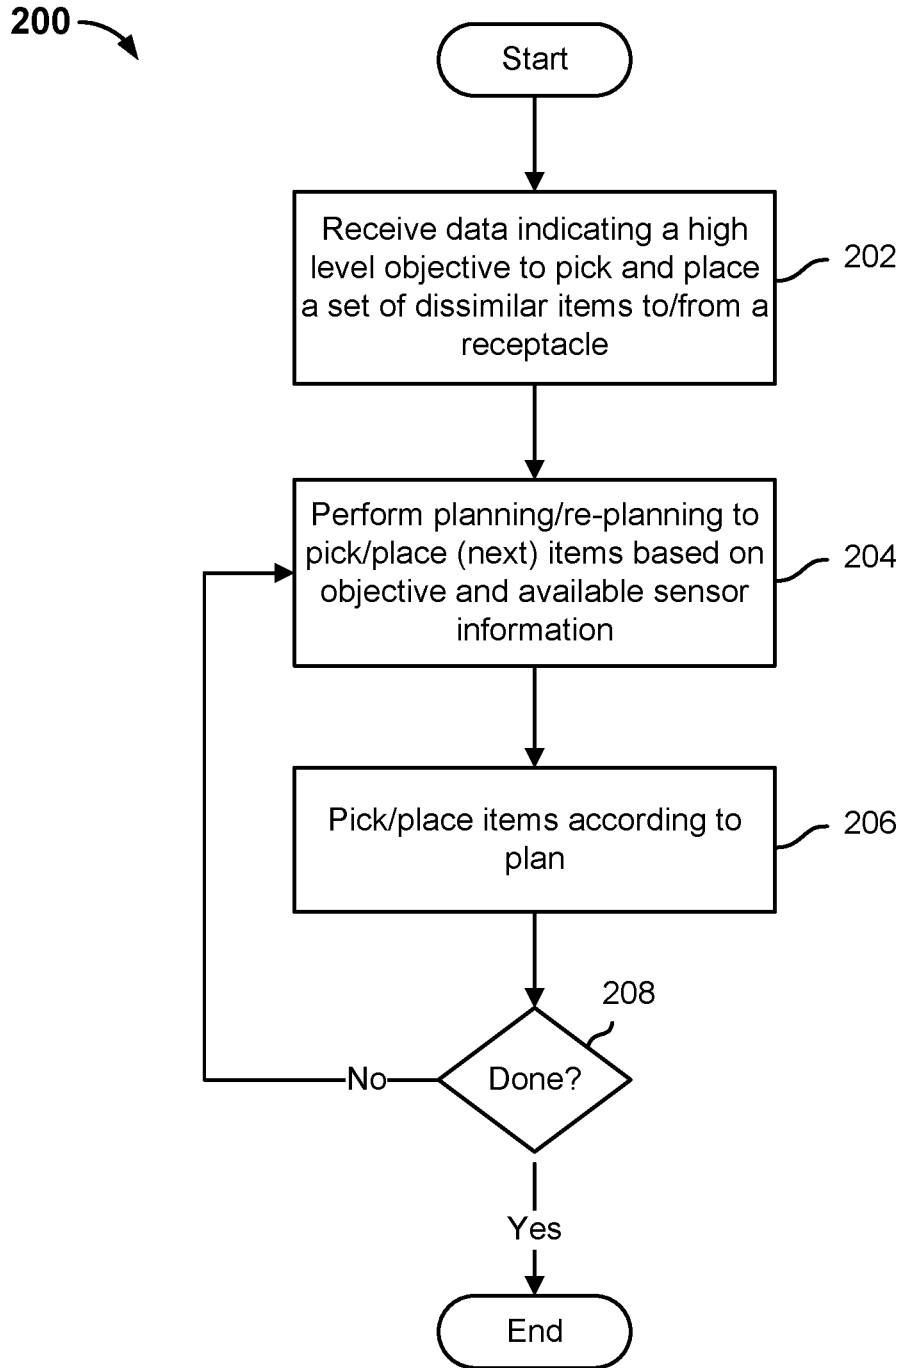 200
Start
Receive data indicating a high
level objective to pick and place
a set of dissimilar items to/from a
receptacle
202
Perform planning/re-planning to
pick/place (next) items based on
objective and available sensor
information
204
Pick/place items according to
plan
206
208
Done?
No
Yes
End